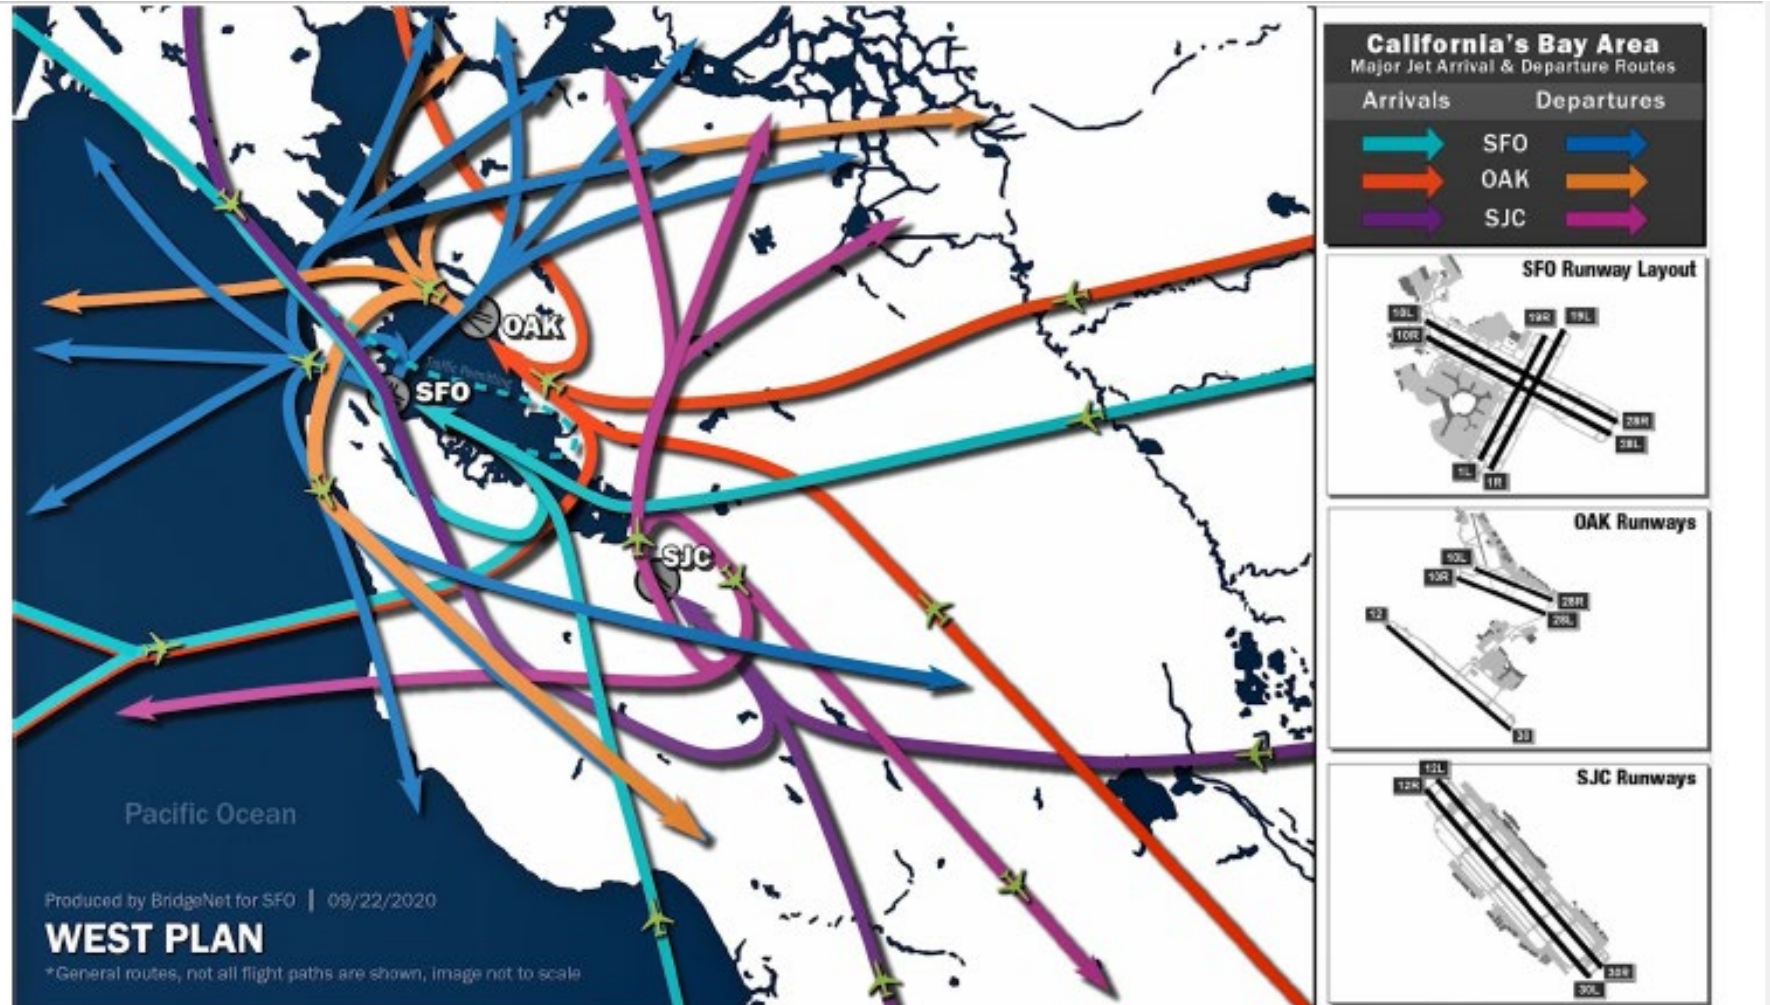 California's Bay Area
Major Jet Arrival & Departure Routes
Arrivals Departures
SFO
OAK
SJC
SFO Runway Layout
10L
10R
19R
19L
28R
28L
1L
1R
OAK Runways
10L
10R
28R
28L
12
30
SJC Runways
12L
12R
30R
30L
OAK
Traffic Permitting
SFO
SJC
Pacific Ocean
Produced by BridgeNet for SFO | 09/22/2020
WEST PLAN
*General routes, not all flight paths are shown, image not to scale